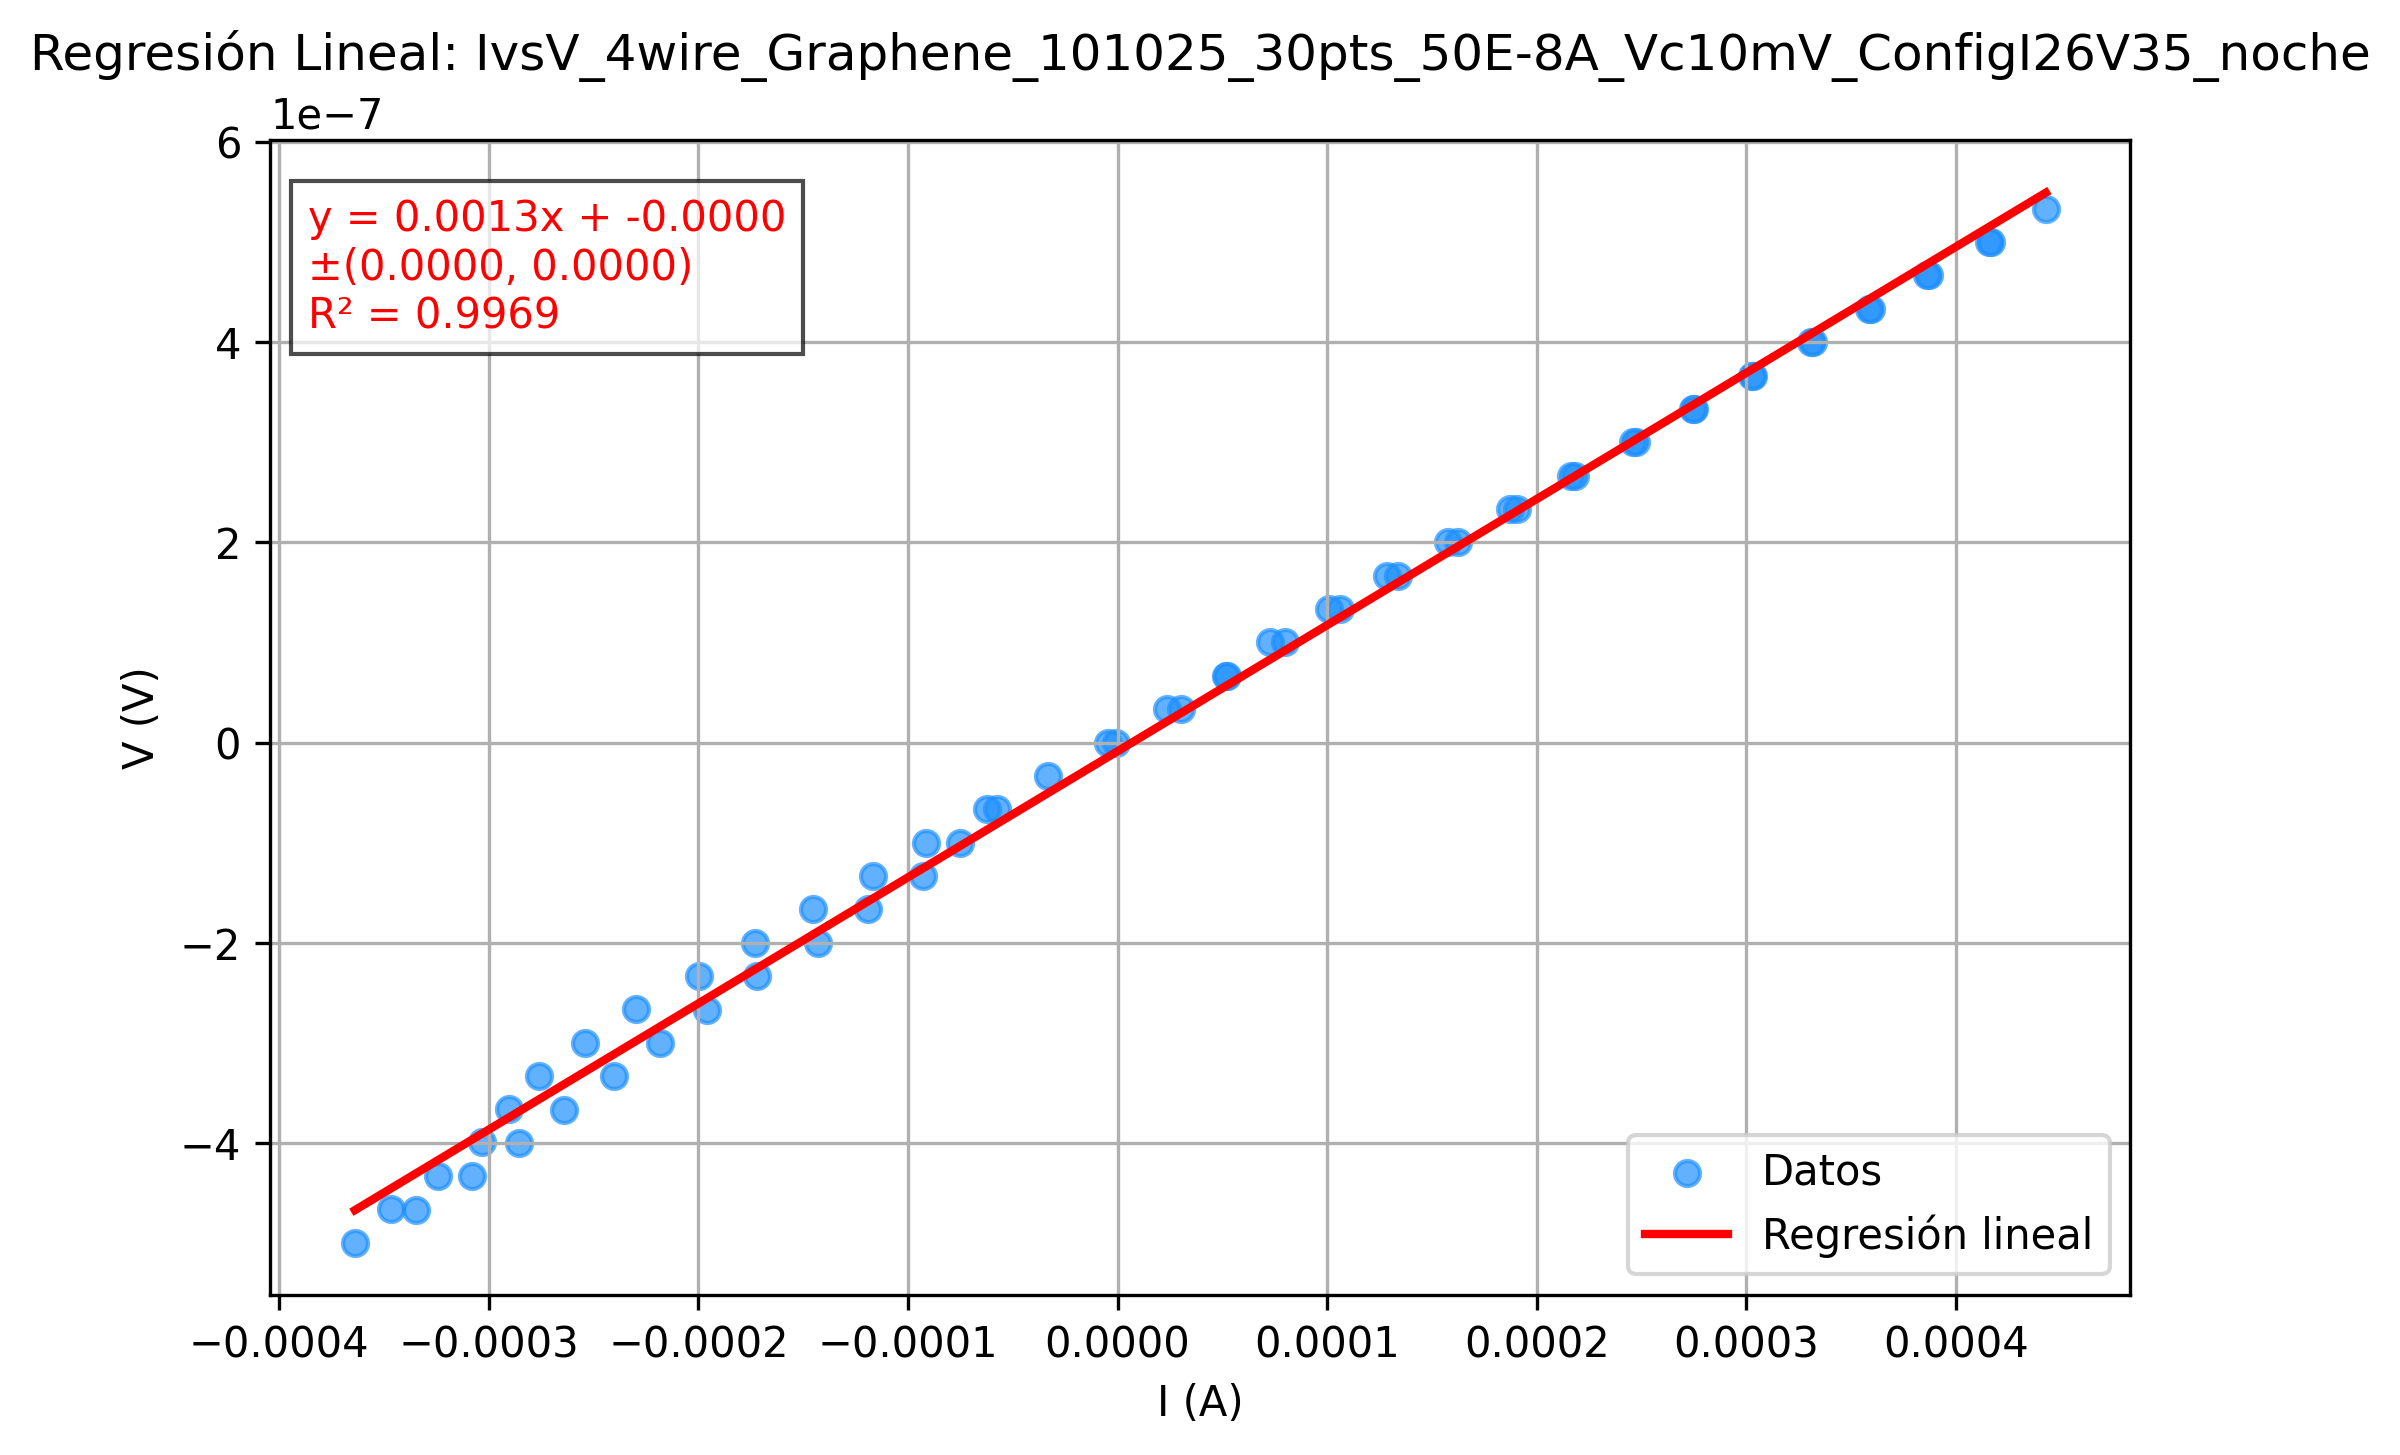 Regresión Lineal: IvsV_4wire_Graphene_101025_30pts_50E-8A_Vc10mV_ConfigI26V35_noche
1e−7
y = 0.0013x + -0.0000
±(0.0000, 0.0000)
R² = 0.9969
6
4
2
0
−2
−4
V (V)
Datos
Regresión lineal
−0.0004
−0.0003
−0.0002
−0.0001
0.0000
0.0001
0.0002
0.0003
0.0004
I (A)